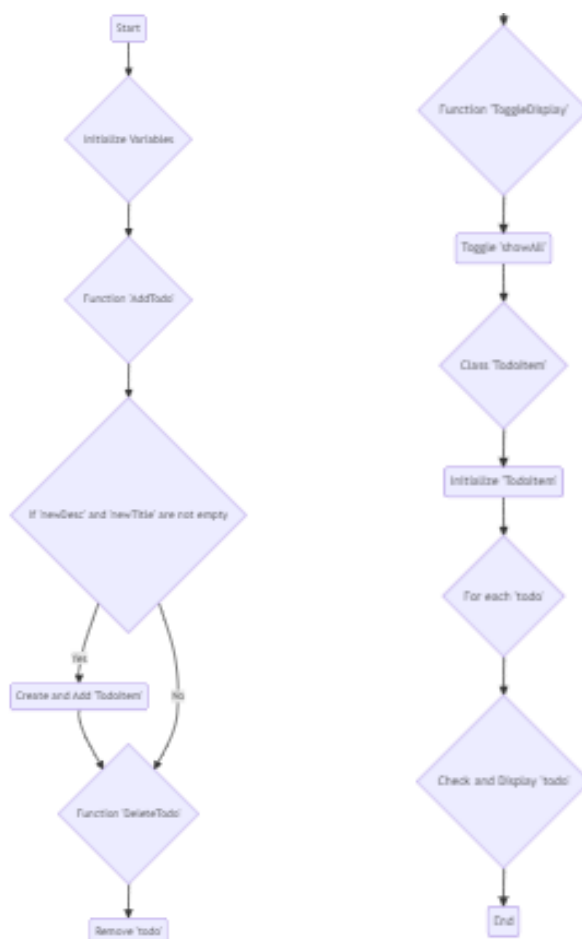 Start
Initialize Variables
Function 'AddTodo'
If 'newDesc' and 'newTitle' are not empty
Yes
No
Create and Add 'TodoItem'
Function 'DeleteTodo'
Remove 'todo'
Function 'ToggleDisplay'
Toggle 'showAll'
Class 'TodoItem'
Initialize 'TodoItem'
For each 'todo'
Check and Display 'todo'
End